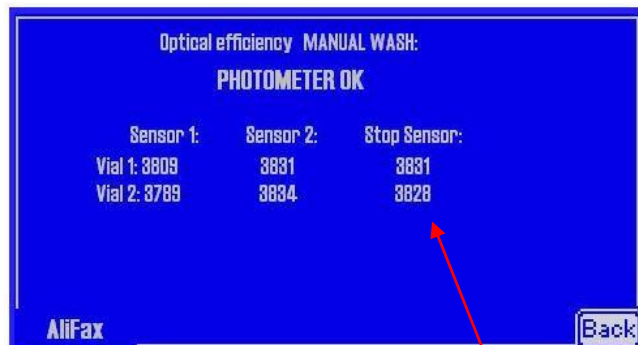 Optical efficiency MANUAL WASH:
PHOTOMETER OK
Sensor 1: Sensor 2: Stop Sensor:
Vial 1: 3809 3831 3831
Vial 2: 3789 3834 3828
AliFax Back